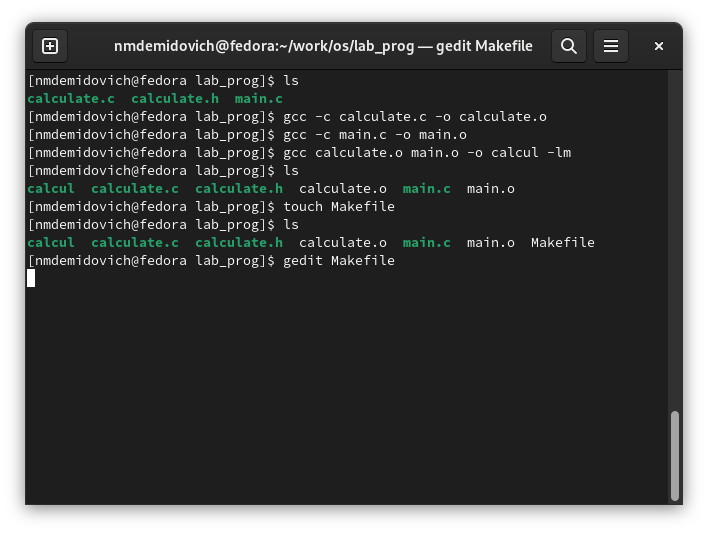 nmdemidovich@fedora:~/work/os/lab_prog — gedit Makefile
[nmdemidovich@fedora lab_prog]$ ls
calculate.c  calculate.h  main.c
[nmdemidovich@fedora lab_prog]$ gcc -c calculate.c -o calculate.o
[nmdemidovich@fedora lab_prog]$ gcc -c main.c -o main.o
[nmdemidovich@fedora lab_prog]$ gcc calculate.o main.o -o calcul -lm
[nmdemidovich@fedora lab_prog]$ ls
calcul  calculate.c  calculate.h  calculate.o  main.c  main.o
[nmdemidovich@fedora lab_prog]$ touch Makefile
[nmdemidovich@fedora lab_prog]$ ls
calcul  calculate.c  calculate.h  calculate.o  main.c  main.o  Makefile
[nmdemidovich@fedora lab_prog]$ gedit Makefile